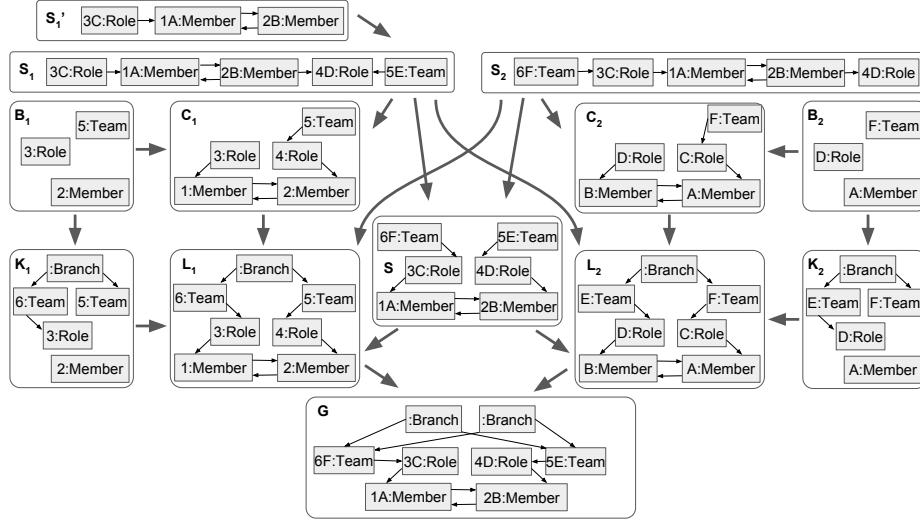 S1' 3C:Role 1A:Member 2B:Member
S1 3C:Role 1A:Member 2B:Member 4D:Role 5E:Team
S2 6F:Team 3C:Role 1A:Member 2B:Member 4D:Role
B1
5:Team
3:Role
2:Member
C1
5:Team
3:Role 4:Role
1:Member 2:Member
C2
F:Team
D:Role C:Role
B:Member A:Member
B2
F:Team
D:Role
A:Member
S
6F:Team 5E:Team
3C:Role 4D:Role
1A:Member 2B:Member
K1
:Branch
6:Team 5:Team
3:Role
2:Member
L1
:Branch
6:Team 5:Team
3:Role 4:Role
1:Member 2:Member
L2
:Branch
E:Team F:Team
D:Role C:Role
B:Member A:Member
K2
:Branch
E:Team F:Team
D:Role
A:Member
G
:Branch :Branch
6F:Team 3C:Role 4D:Role 5E:Team
1A:Member 2B:Member